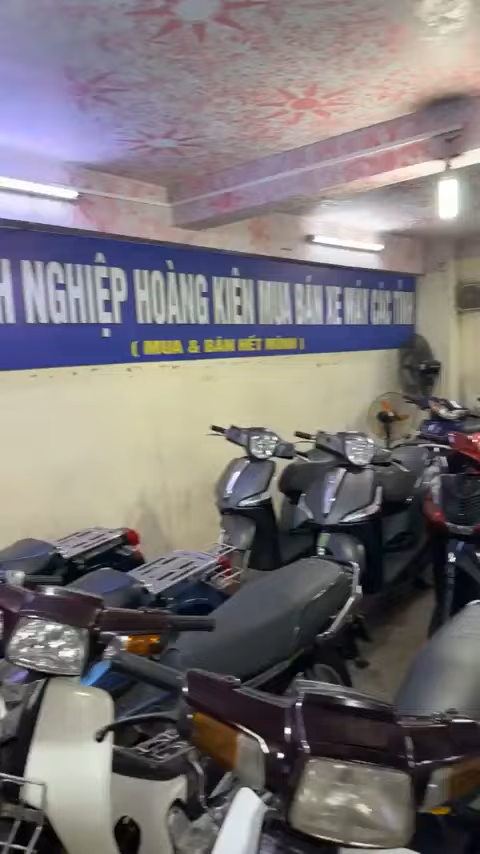 H NGHIỆP HOÀNG KIÊN MUA BÁN XE MÁY CÁC TỈNH
( MUA & BÁN HẾT MÌNH )